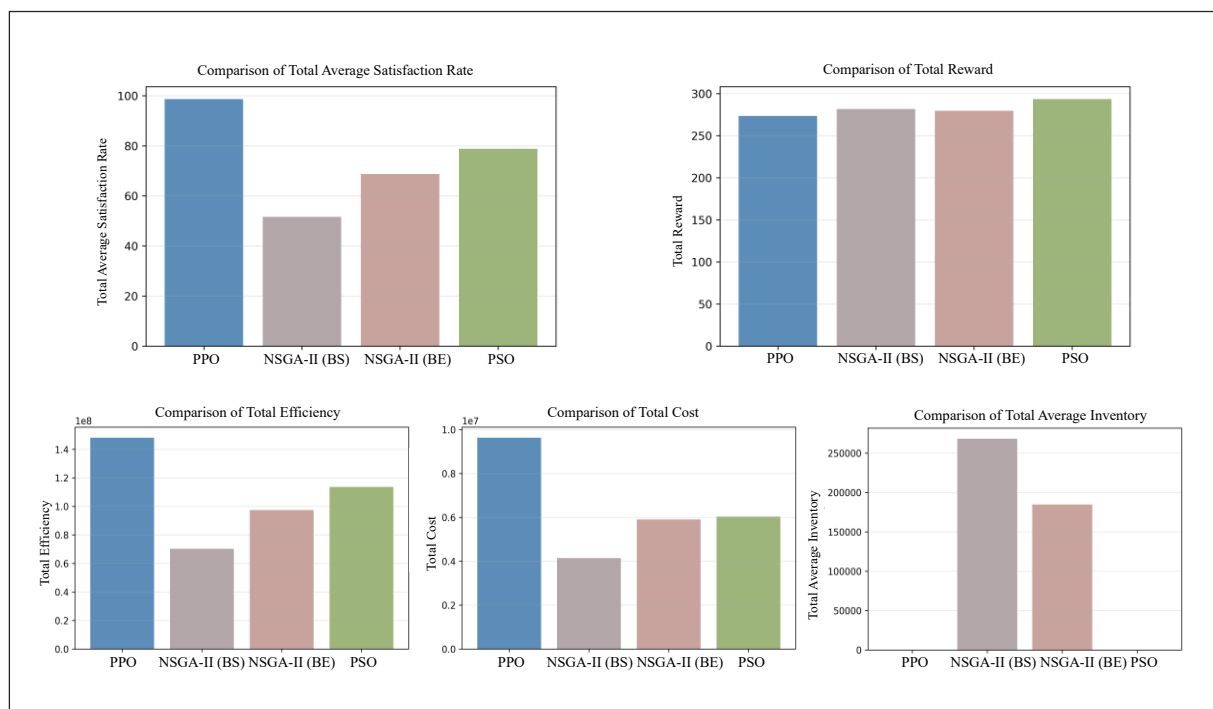 Comparison of Total Average Satisfaction Rate
Total Average Satisfaction Rate
100
80
60
40
20
0
PPO NSGA-II (BS) NSGA-II (BE) PSO
Comparison of Total Reward
Total Reward
300
250
200
150
100
50
0
PPO NSGA-II (BS) NSGA-II (BE) PSO
Comparison of Total Efficiency
1e8
Total Efficiency
1.4
1.2
1.0
0.8
0.6
0.4
0.2
0.0
PPO NSGA-II (BS) NSGA-II (BE) PSO
Comparison of Total Cost
1e7
Total Cost
1.0
0.8
0.6
0.4
0.2
0.0
PPO NSGA-II (BS) NSGA-II (BE) PSO
Comparison of Total Average Inventory
Total Average Inventory
250000
200000
150000
100000
50000
0
PPO NSGA-II (BS) NSGA-II (BE) PSO